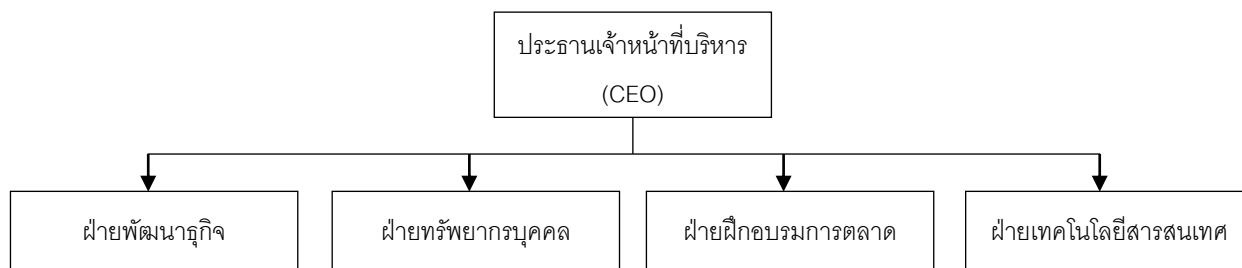 ประธานเจ้าหน้าที่บริหาร
(CEO)
ฝ่ายพัฒนาธุกิจ
ฝ่ายทรัพยากรบุคคล
ฝ่ายฝึกอบรมการตลาด
ฝ่ายเทคโนโลยีสารสนเทศ